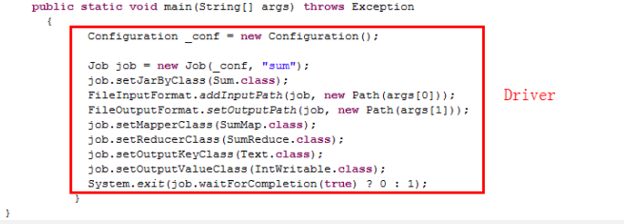 public static void main(String[] args) throws Exception
{
Configuration _conf = new Configuration();
Job job = new Job(_conf, "sum");
job.setJarByClass(Sum.class);
FileInputFormat.addInputPath(job, new Path(args[0]));
FileOutputFormat.setOutputPath(job, new Path(args[1]));
Driver
job.setMapperClass(SumMap.class);
job.setReducerClass(SumReduce.class);
job.setOutputKeyClass(Text.class);
job.setOutputValueClass(IntWritable.class);
System.exit(job.waitForCompletion(true) ? 0 : 1);
}
}